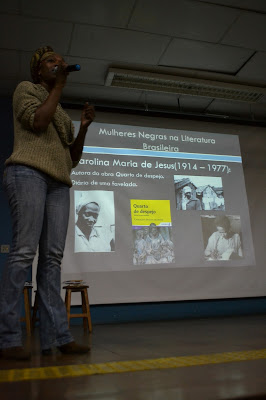 Mulheres Negras na Literatura
Brasileira
arolina Maria de Jesus(1914 – 1977)
Autora da obra Quarto de despejo,
Diário de uma favelada.
Quarto de
despejo